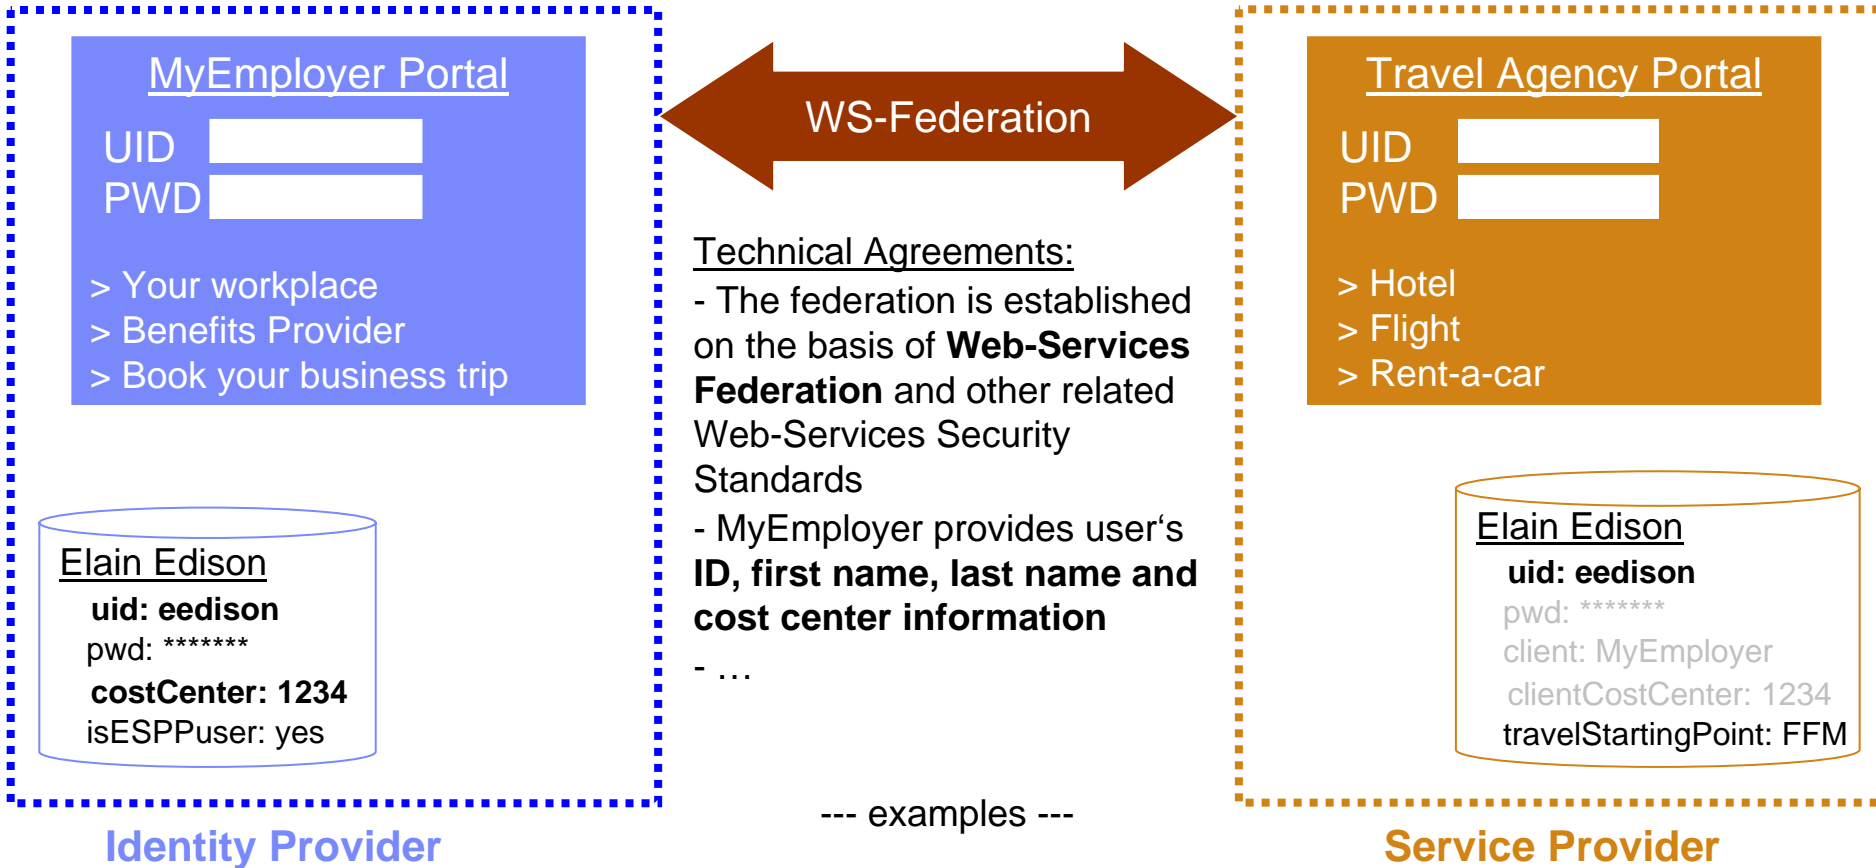 MyEmployer Portal
UID
PWD
> Your workplace
> Benefits Provider
> Book your business trip
Elain Edison
uid: eedison
pwd: *******
costCenter: 1234
isESPPuser: yes
Identity Provider
WS-Federation
Technical Agreements:
- The federation is established
on the basis of Web-Services
Federation and other related
Web-Services Security
Standards
- MyEmployer provides user‘s
ID, first name, last name and
cost center information
- …
--- examples ---
Travel Agency Portal
UID
PWD
> Hotel
> Flight
> Rent-a-car
Elain Edison
uid: eedison
pwd: *******
client: MyEmployer
clientCostCenter: 1234
travelStartingPoint: FFM
Service Provider